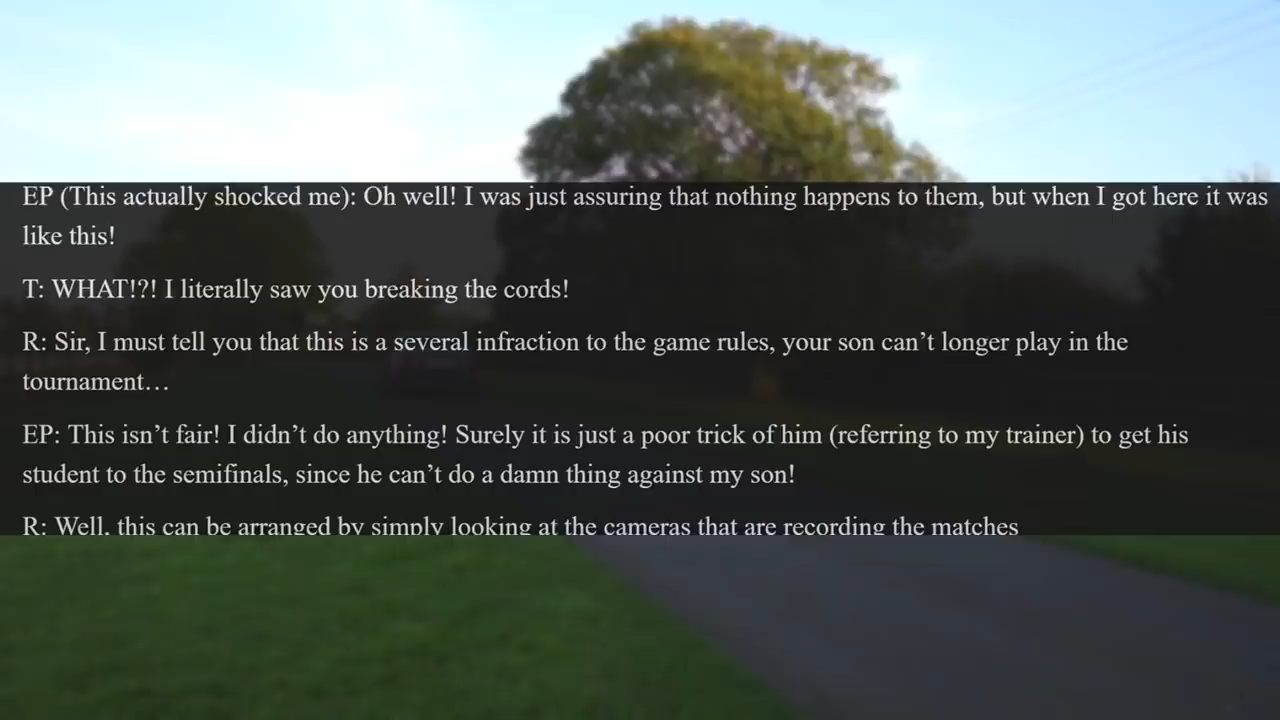 EP (This actually shocked me): Oh well! I was just assuring that nothing happens to them, but when I got here it was
like this!
T: WHAT!?! I literally saw you breaking the cords!
R: Sir, I must tell you that this is a several infraction to the game rules, your son can’t longer play in the
tournament…
EP: This isn’t fair! I didn’t do anything! Surely it is just a poor trick of him (referring to my trainer) to get his
student to the semifinals, since he can’t do a damn thing against my son!
R: Well, this can be arranged by simply looking at the cameras that are recording the matches